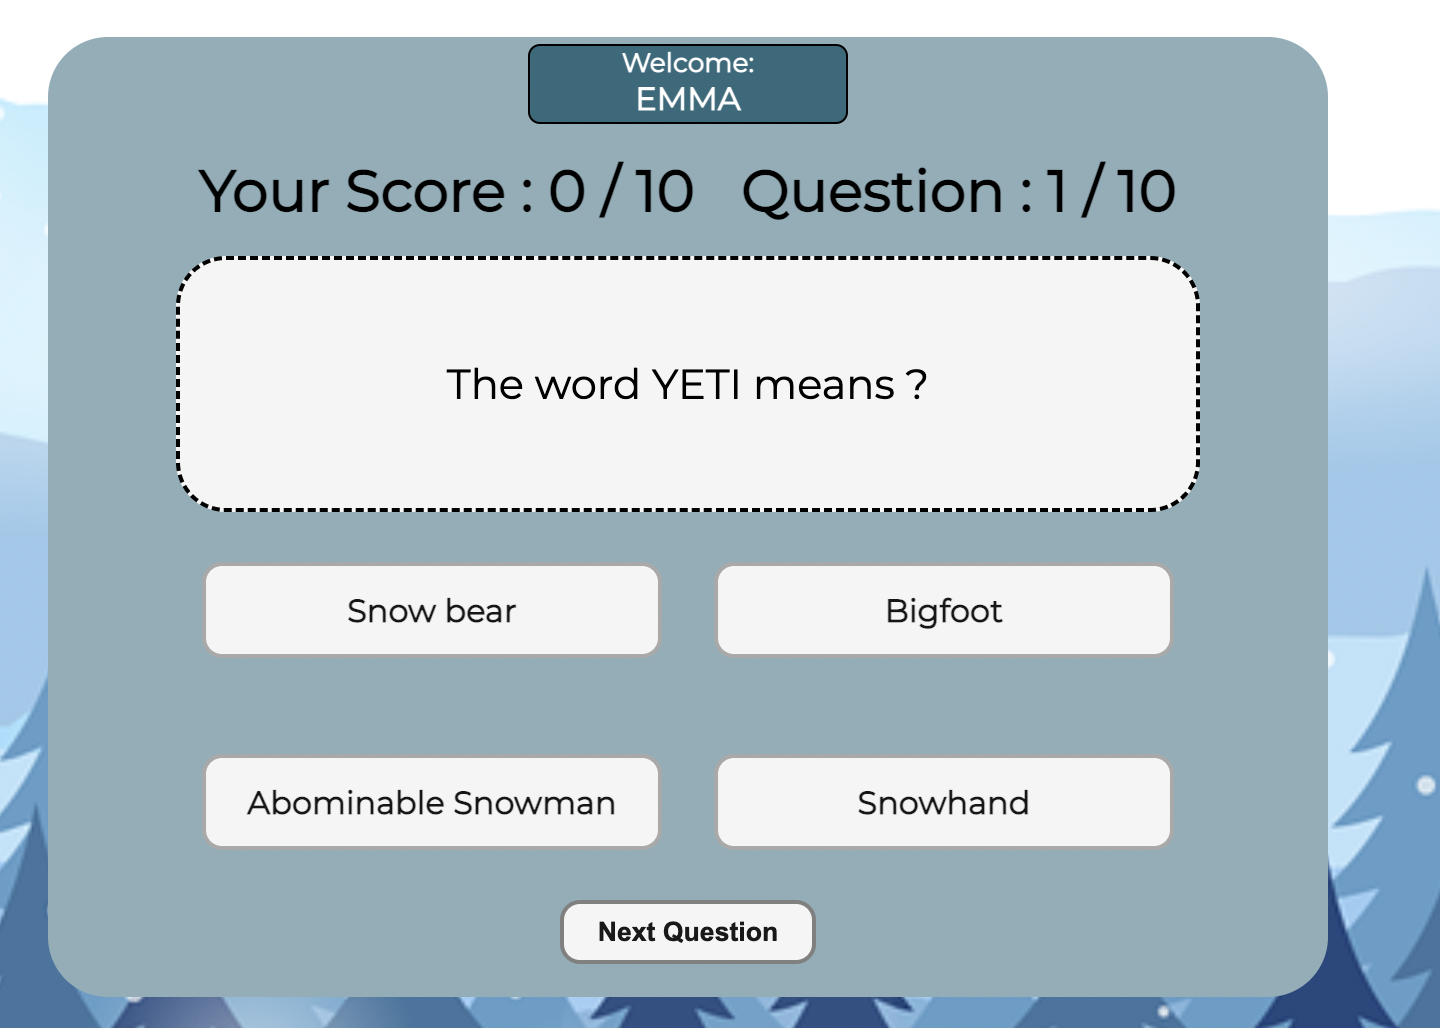 Welcome:
EMMA
Your Score : 0 / 10 Question : 1 / 10
The word YETI means ?
Snow bear
Bigfoot
Abominable Snowman
Snowhand
Next Question